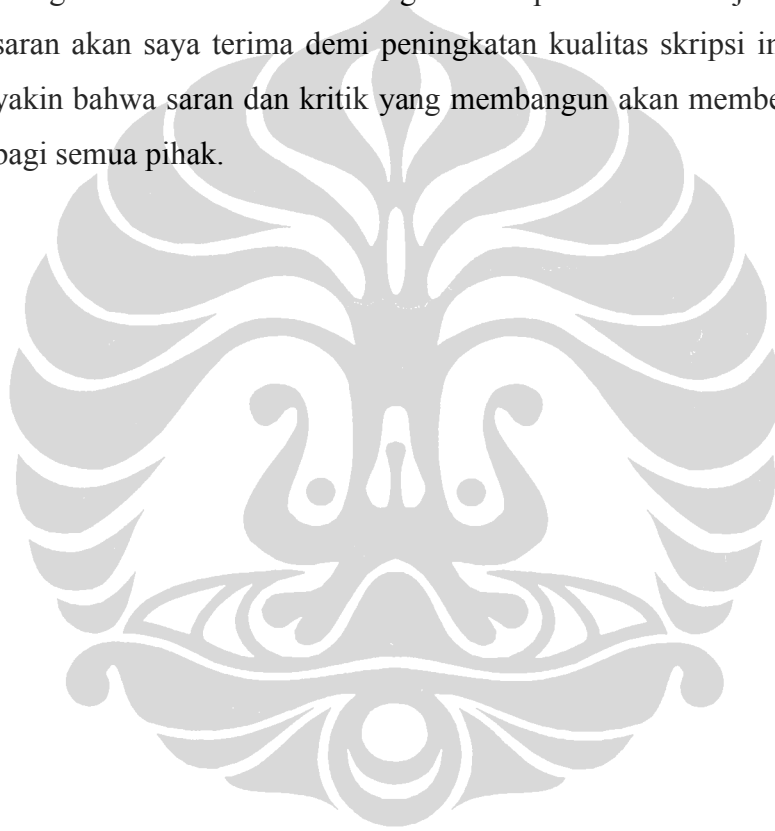 saran akan saya terima demi peningkatan kualitas skripsi
yakin bahwa saran dan kritik yang membangun akan
bagi semua pihak.